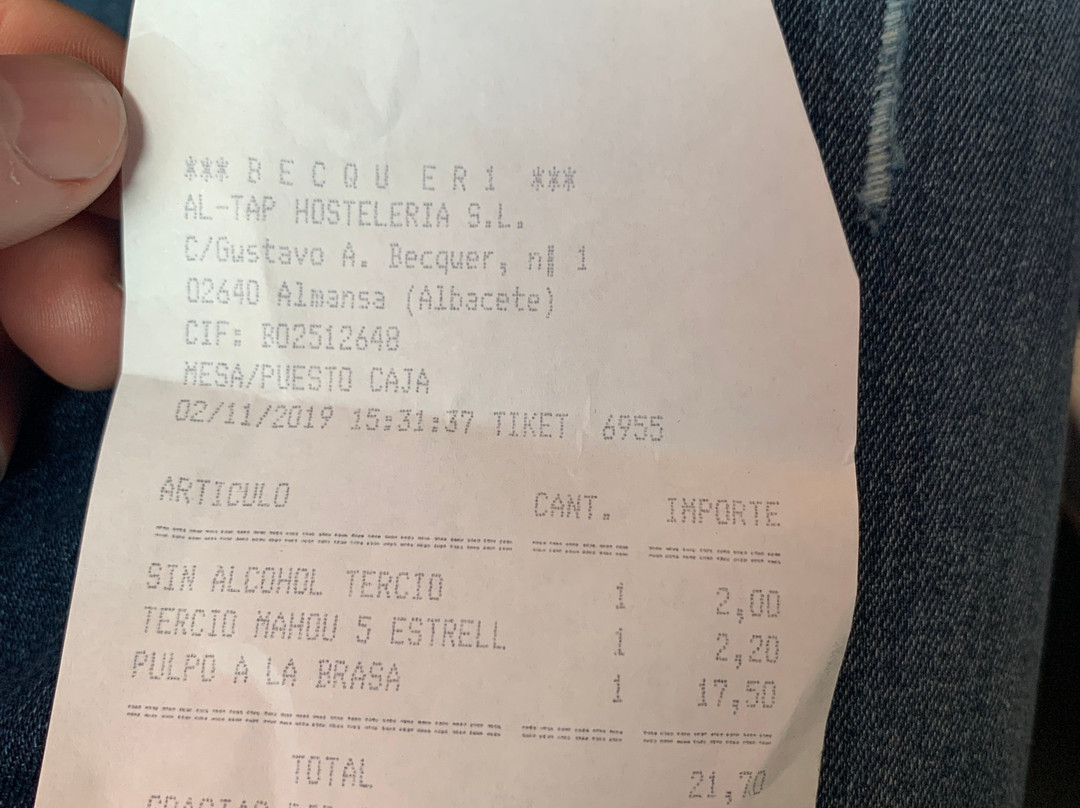 *** B E C Q U E R 1 ***
AL-TAP HOSTELERIA S.L.
C/Gustavo A. Becquer, n 1
02640 Almansa (Albacete)
CIF: B02512648
MESA/PUESTO CAJA
02/11/2019 15:31:37 TIKET 6955
ARTICULO CANT. IMPORTE
SIN ALCOHOL TERCIO 1 2,00
TERCIO MAHOU 5 ESTRELL 1 2,20
PULPO A LA BRASA 1 17,50
TOTAL 21,70